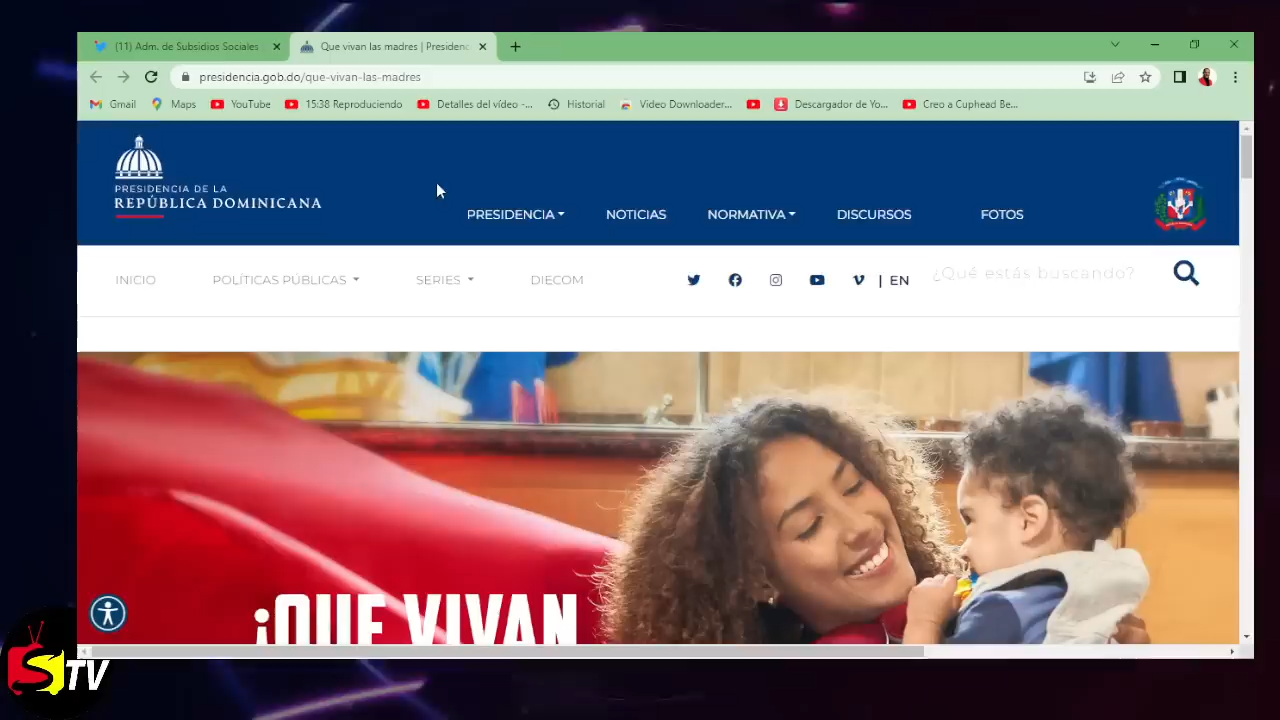 (11) Adm. de Subsidios Sociales
Que vivan las madres | Presidenc
presidencia.gob.do/que-vivan-las-madres
Gmail Maps YouTube 15:38 Reproduciendo Detalles del vídeo -... Historial Video Downloader... Descargador de Yo... Creo a Cuphead Be...
PRESIDENCIA DE LA
REPÚBLICA DOMINICANA
PRESIDENCIA NOTICIAS NORMATIVA DISCURSOS FOTOS
INICIO POLÍTICAS PÚBLICAS SERIES DIECOM | EN ¿Qué estás buscando?
¡QUE VIVAN
STV